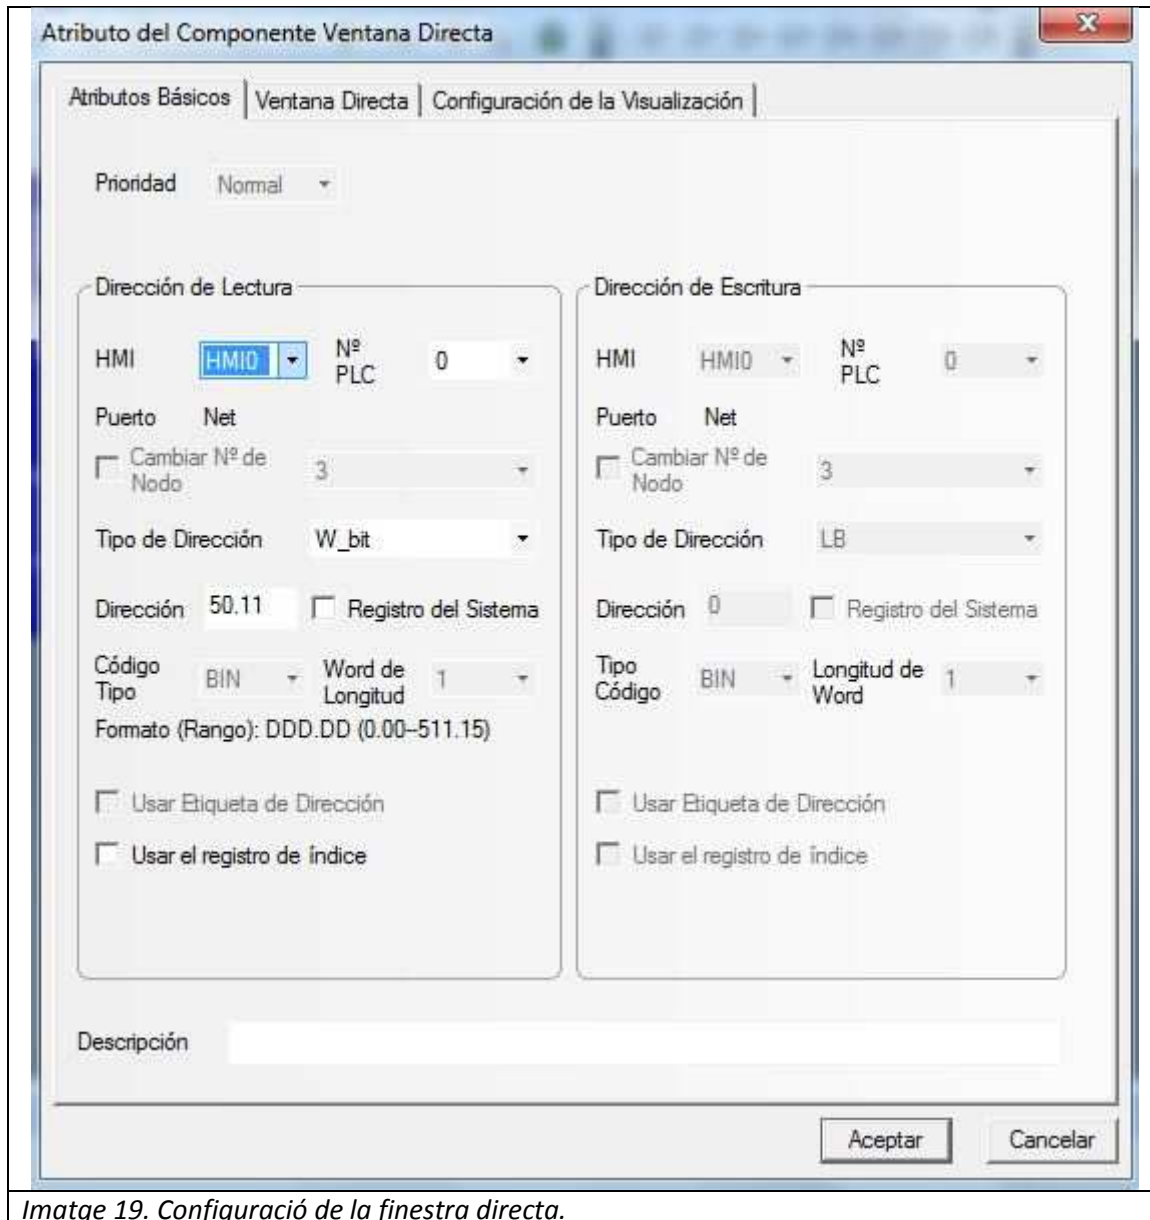 Atributo del Componente Ventana Directa
Atributos Básicos Ventana Directa Configuración de la Visualización
Prioridad Normal
Dirección de Lectura
HMI HMI0 Nº PLC 0
Puerto Net
Cambiar Nº de Nodo 3
Tipo de Dirección W_bit
Dirección 50.11 Registro del Sistema
Código Tipo BIN Word de Longitud 1
Formato (Rango): DDD.DD (0.00--511.15)
Usar Etiqueta de Dirección
Usar el registro de índice
Dirección de Escritura
HMI HMI0 Nº PLC 0
Puerto Net
Cambiar Nº de Nodo 3
Tipo de Dirección LB
Dirección 0 Registro del Sistema
Tipo Código BIN Longitud de Word 1
Usar Etiqueta de Dirección
Usar el registro de índice
Descripción
Aceptar Cancelar
Imatge 19. Configuració de la finestra directa.